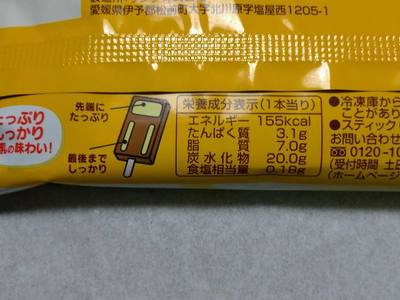 愛媛県伊予郡松前町大字北川原字塩屋西1205-1
たっぷり
しっかり
乳の味わい!
先端に
たっぷり
最後まで
しっかり
栄養成分表示(1本当り)
エネルギー 155kcal
たんぱく質 3.1g
脂質 7.0g
炭水化物 20.0g
食塩相当量 0.18g
●冷凍庫から
ことがあり
●スティック
お問い合わせ
0120-10
(受付時間 土日
(ホームページ